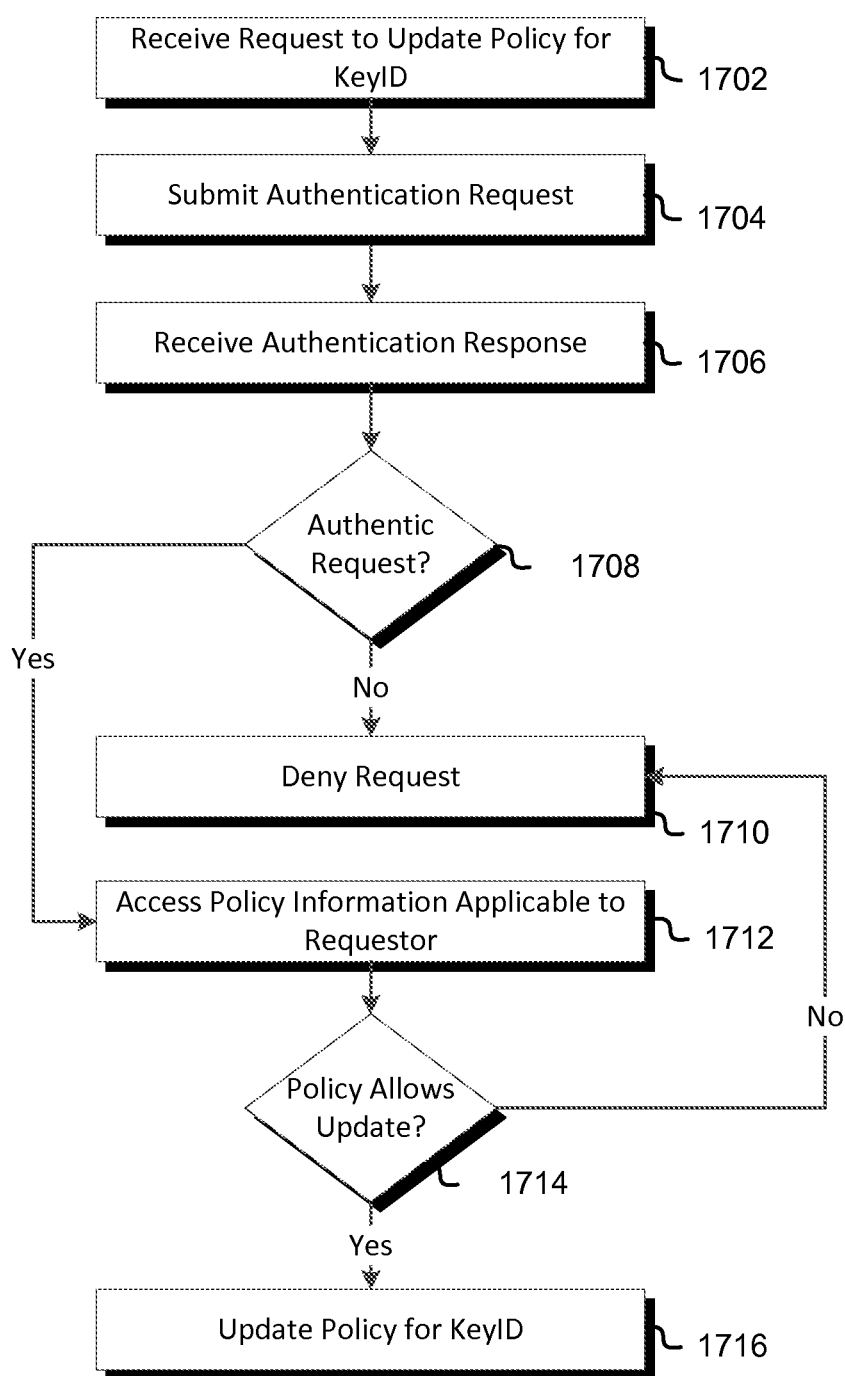 Receive Request to Update Policy for
KeyID
1702
Submit Authentication Request
1704
Receive Authentication Response
1706
Authentic
Request?
1708
Yes
No
Deny Request
1710
Access Policy Information Applicable to
Requestor
1712
No
Policy Allows
Update?
1714
Yes
Update Policy for KeyID
1716